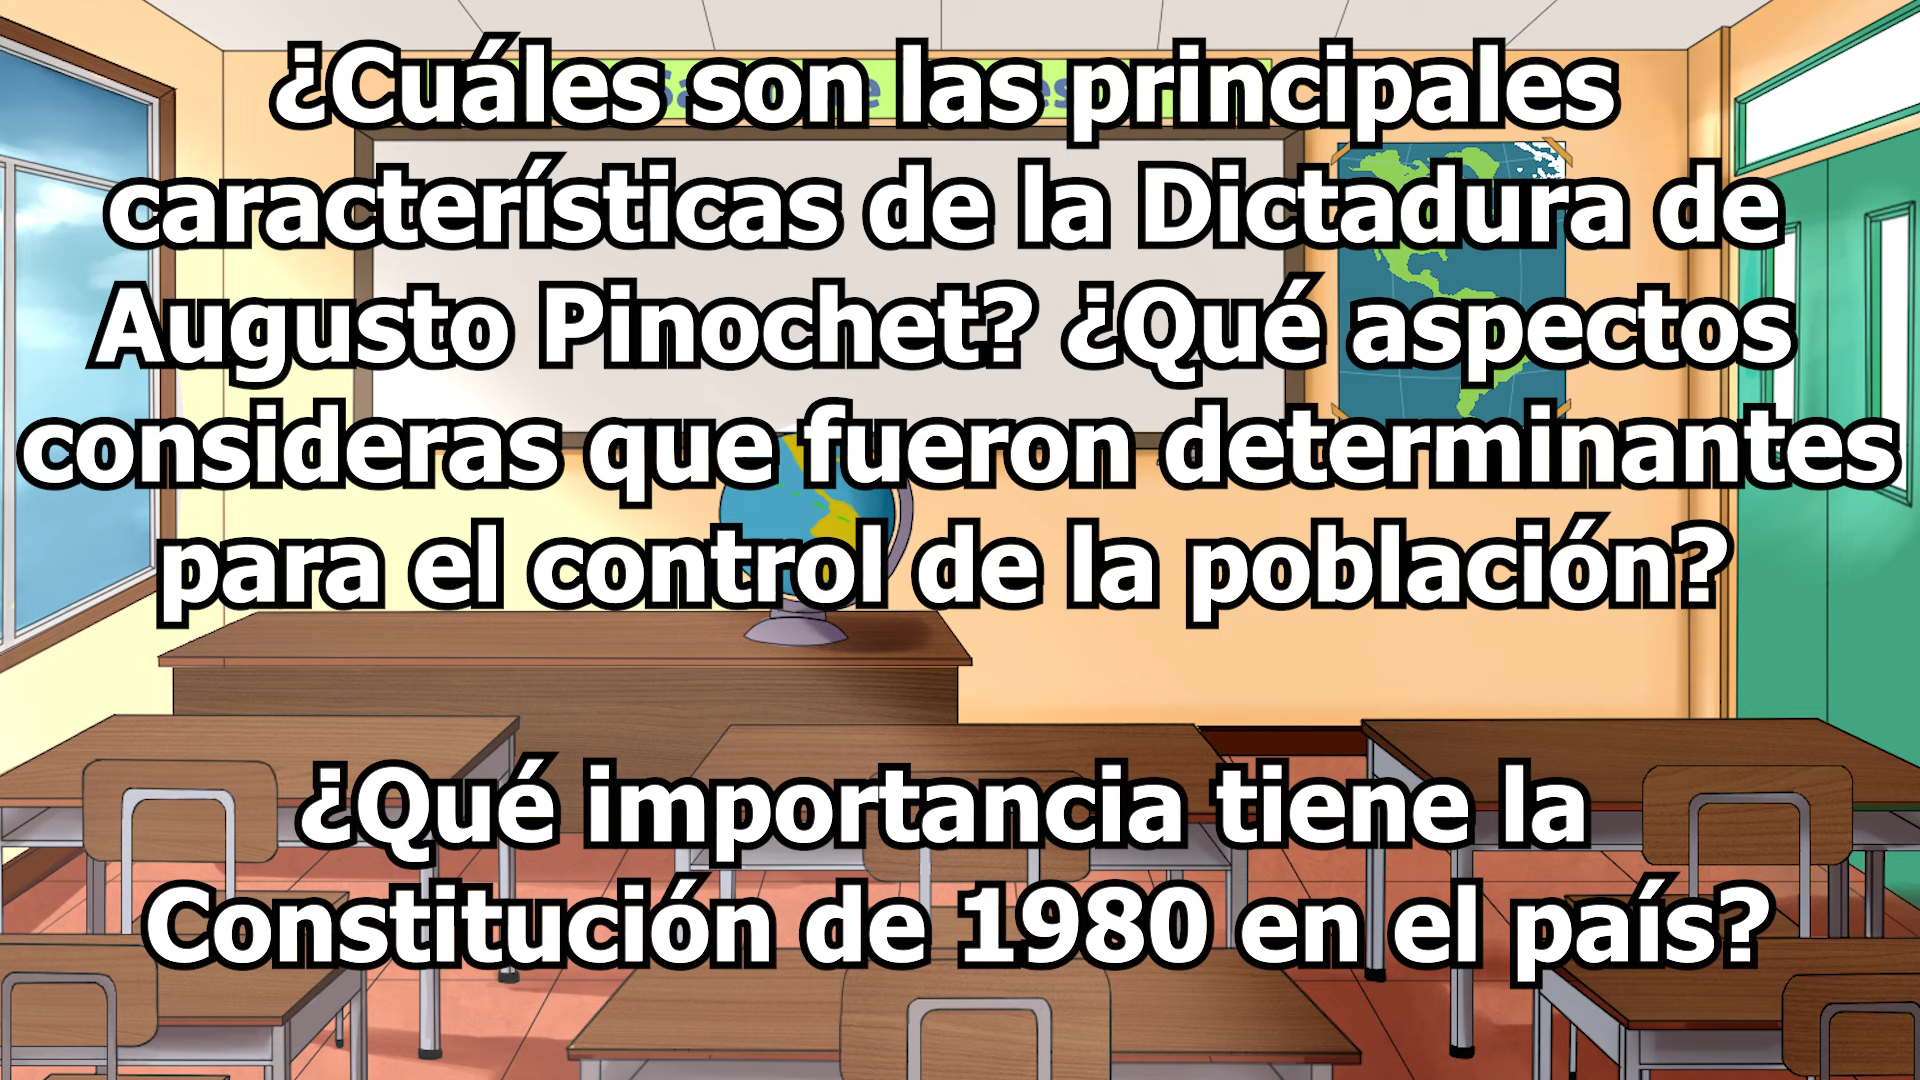 ¿Cuáles son las principales
características de la Dictadura de
Augusto Pinochet? ¿Qué aspectos
consideras que fueron determinantes
para el control de la población?
¿Qué importancia tiene la
Constitución de 1980 en el país?